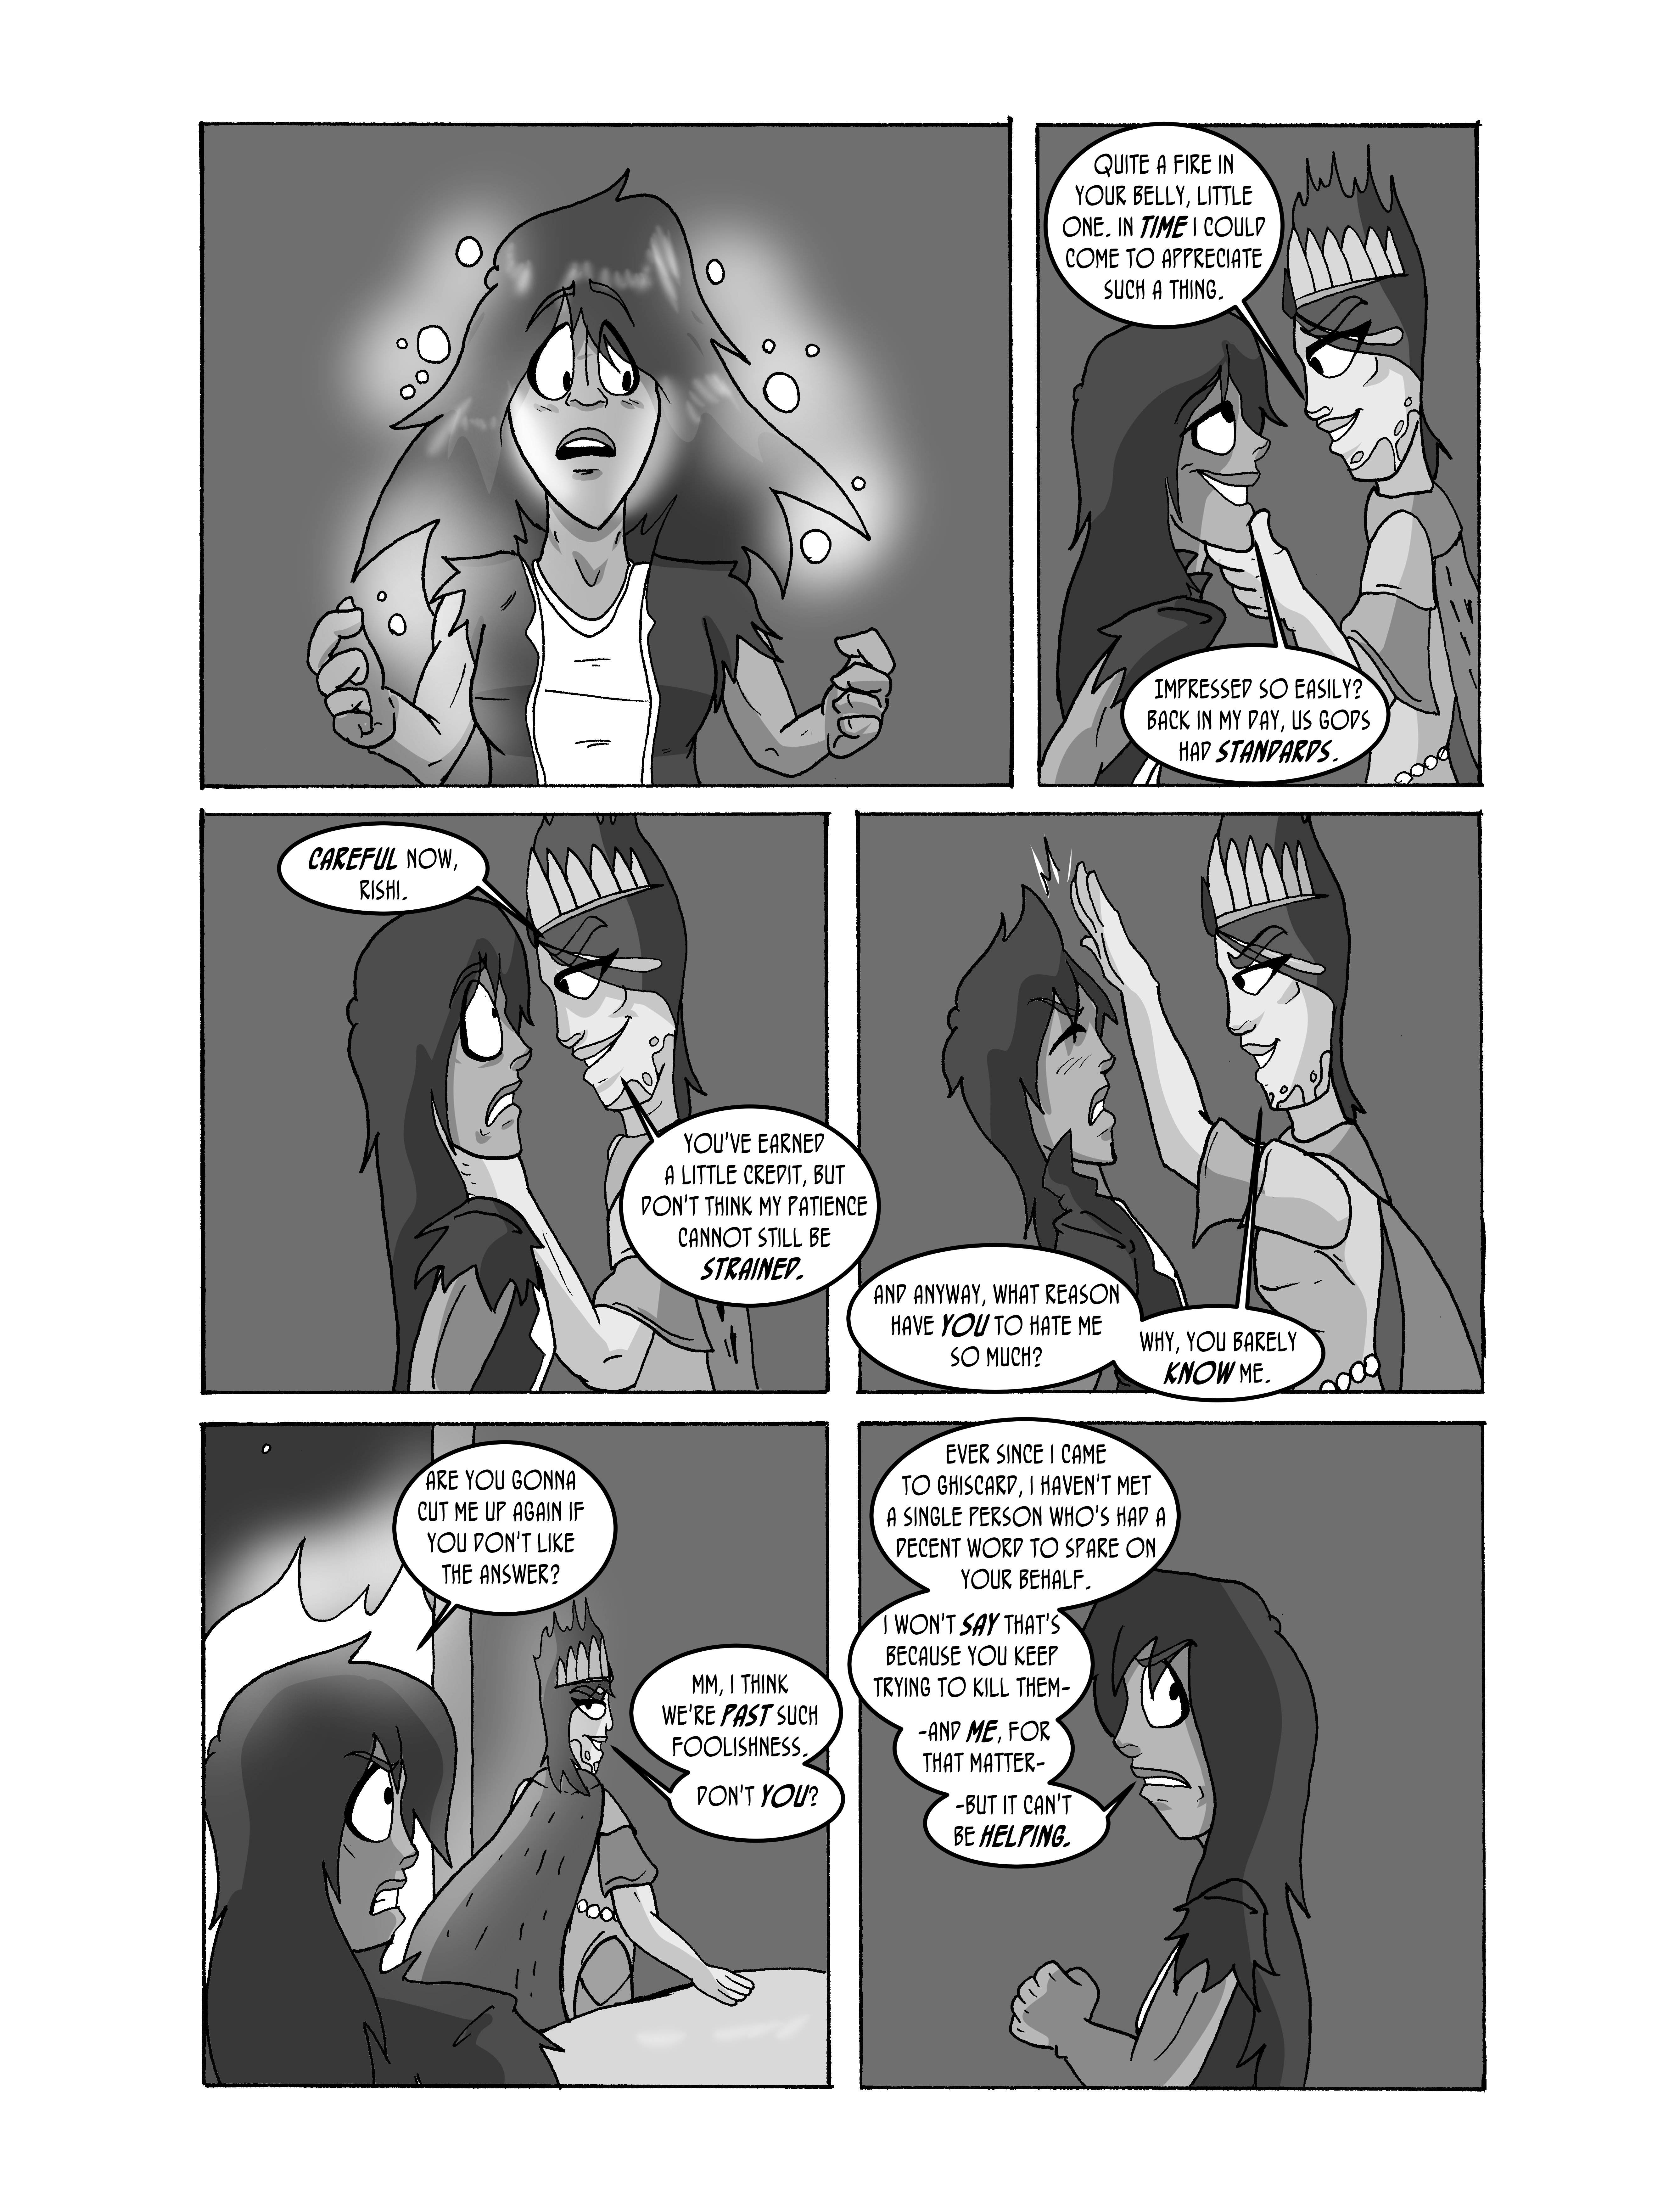 QUITE A FIRE IN
YOUR BELLY, LITTLE
ONE. IN TIME I COULD
COME TO APPRECIATE
SUCH A THING.
IMPRESSED SO EASILY?
BACK IN MY DAY, US GODS
HAD STANDARDS.
CAREFUL NOW,
RISHI.
YOU'VE EARNED
A LITTLE CREDIT, BUT
DON'T THINK MY PATIENCE
CANNOT STILL BE
STRAINED.
AND ANYWAY, WHAT REASON
HAVE YOU TO HATE ME
SO MUCH?
WHY, YOU BARELY
KNOW ME.
ARE YOU GONNA
CUT ME UP AGAIN IF
YOU DON'T LIKE
THE ANSWER?
MM, I THINK
WE'RE PAST SUCH
FOOLISHNESS.
DON'T YOU?
EVER SINCE I CAME
TO GHISCARD, I HAVEN'T MET
A SINGLE PERSON WHO'S HAD A
DECENT WORD TO SPARE ON
YOUR BEHALF.
I WON'T SAY THAT'S
BECAUSE YOU KEEP
TRYING TO KILL THEM-
-AND ME, FOR
THAT MATTER-
-BUT IT CAN'T
BE HELPING.